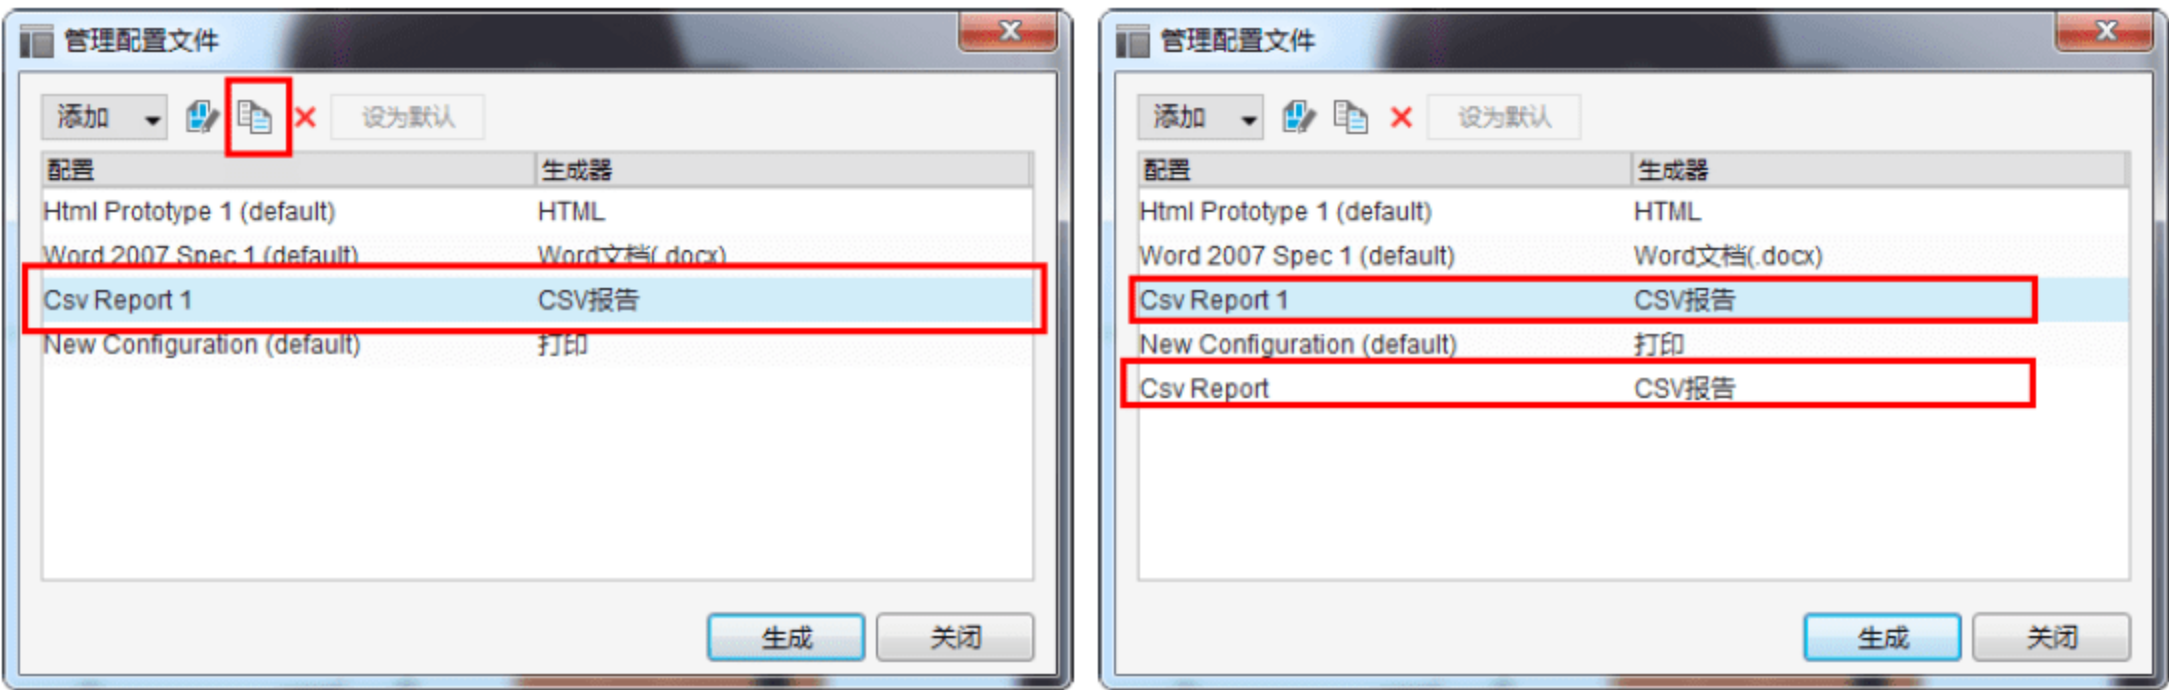 管理配置文件
添加 设为默认
配置 生成器
Html Prototype 1 (default) HTML
Word 2007 Spec 1 (default) Word文档(.docx)
Csv Report 1 CSV报告
New Configuration (default) 打印
生成 关闭
管理配置文件
添加 设为默认
配置 生成器
Html Prototype 1 (default) HTML
Word 2007 Spec 1 (default) Word文档(.docx)
Csv Report 1 CSV报告
New Configuration (default) 打印
Csv Report CSV报告
生成 关闭